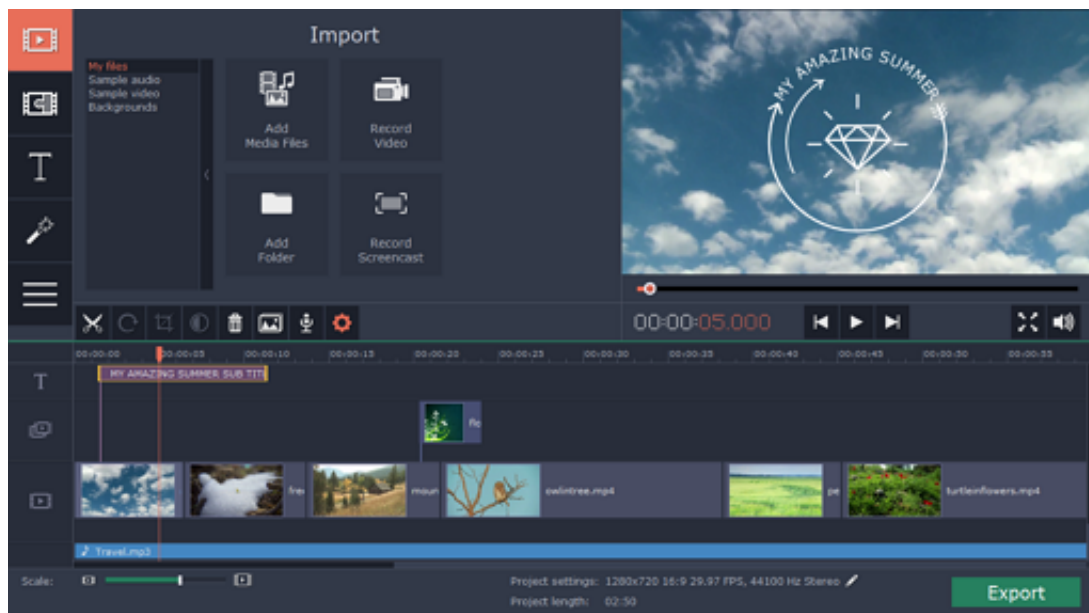 Import
My files
Sample audio
Sample video
Backgrounds
Add
Media Files
Record
Video
Add
Folder
Record
Screencast
MY AMAZING SUMMER
00:00:05.000
00:00:00 00:00:05 00:00:10 00:00:15 00:00:20 00:00:25 00:00:30 00:00:35 00:00:40 00:00:45 00:00:50 00:00:55
T
MY AMAZING SUMMER SUB TIT
flo
moun
owlintree.mp4
pe
turtleinflowers.mp4
Travel.mp3
Scale:
Project settings: 1280x720 16:9 29.97 FPS, 44100 Hz Stereo
Project length: 02:50
Export